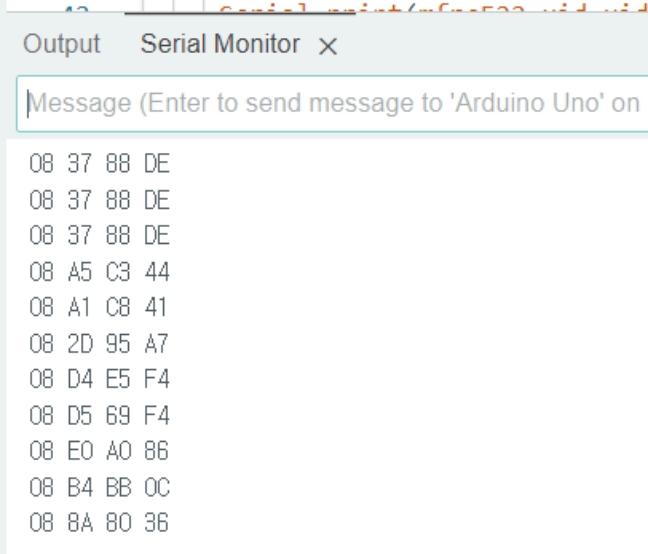 Output Serial Monitor ×
Message (Enter to send message to 'Arduino Uno' on
08 37 88 DE
08 37 88 DE
08 37 88 DE
08 A5 C3 44
08 A1 C8 41
08 2D 95 A7
08 D4 E5 F4
08 D5 69 F4
08 E0 A0 86
08 B4 BB 0C
08 8A 80 36